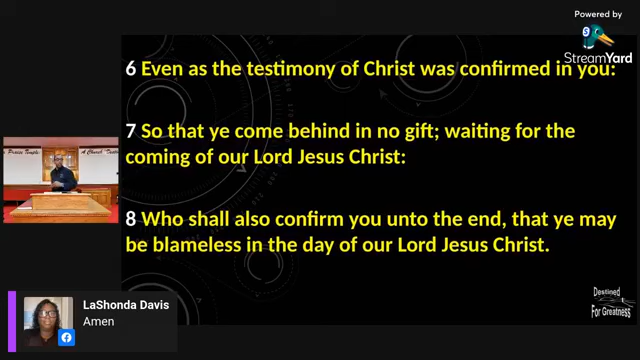 Powered by
StreamYard
6 Even as the testimony of Christ was confirmed in you:
7 So that ye come behind in no gift; waiting for the
coming of our Lord Jesus Christ:
8 Who shall also confirm you unto the end, that ye may
be blameless in the day of our Lord Jesus Christ.
Praise Temple
A Church
LaShonda Davis
Amen
Destined
For Greatness